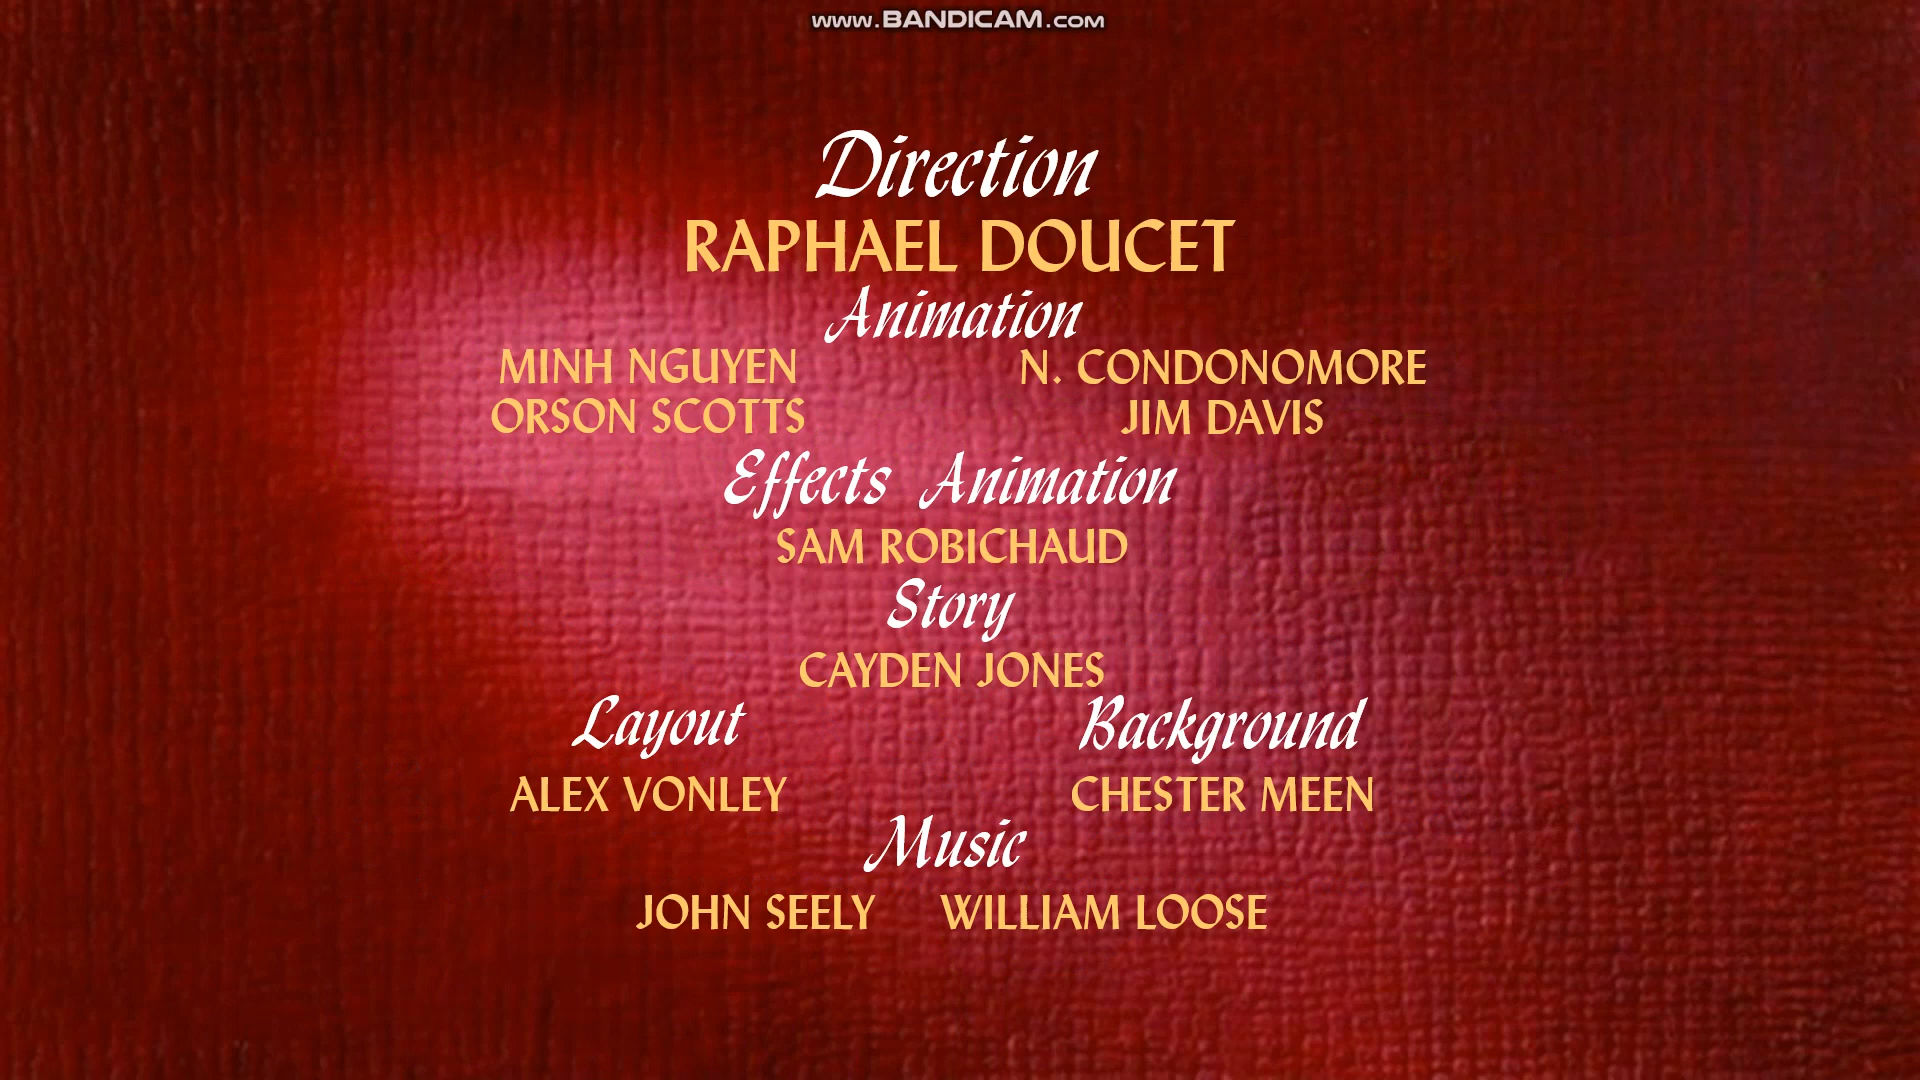 www.BANDICAM.com
Direction
RAPHAEL DOUCET
Animation
MINH NGUYEN N. CONDONOMORE
ORSON SCOTTS JIM DAVIS
Effects Animation
SAM ROBICHAUD
Story
CAYDEN JONES
Layout Background
ALEX VONLEY CHESTER MEEN
Music
JOHN SEELY WILLIAM LOOSE